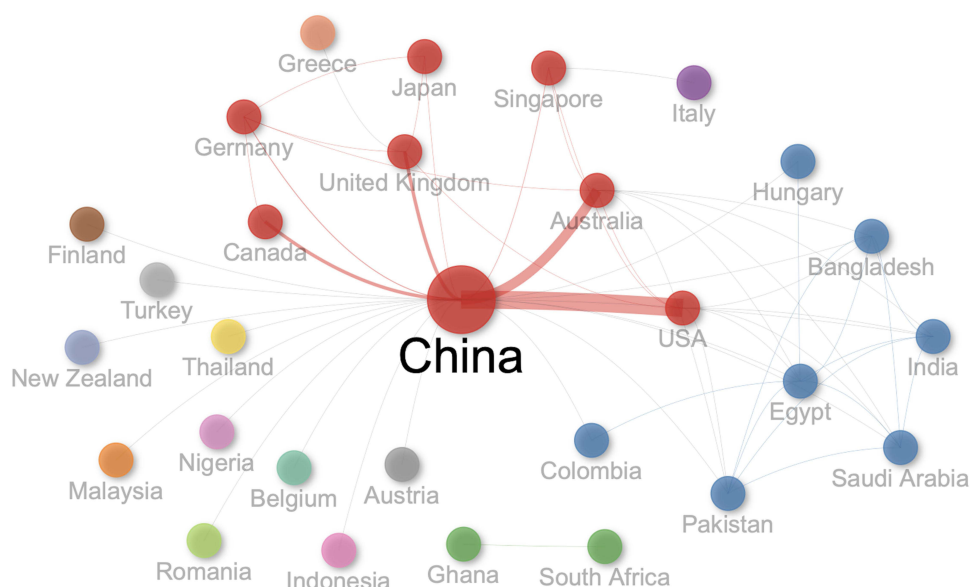 Greece
Japan
Singapore
Italy
Germany
United Kingdom
Hungary
Australia
Canada
Finland
Bangladesh
Turkey
USA
China
Thailand
India
New Zealand
Egypt
Nigeria
Colombia
Saudi Arabia
Malaysia
Belgium
Austria
Pakistan
Romania
Indonesia
Ghana
South Africa